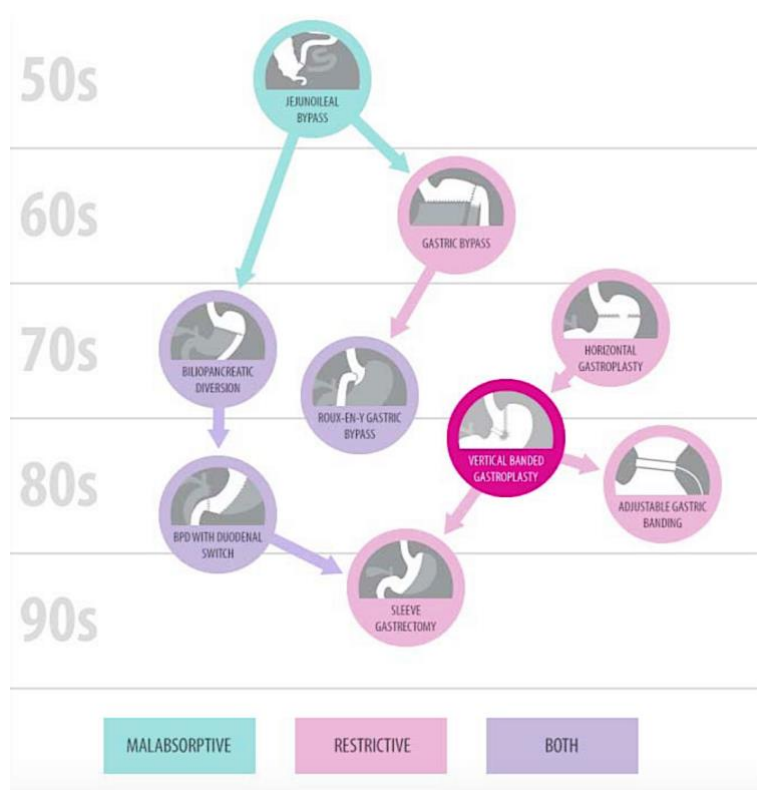 50s
JEJUNOILEAL
BYPASS
60s
GASTRIC BYPASS
70s
HORIZONTAL
GASTROPLASTY
BILIOPANCREATIC
DIVERSION
ROUX-EN-Y GASTRIC
BYPASS
80s
VERTICAL BANDED
GASTROPLASTY
ADJUSTABLE GASTRIC
BANDING
BPD WITH DUODENAL
SWITCH
90s
SLEEVE
GASTRECTOMY
MALABSORPTIVE
RESTRICTIVE
BOTH